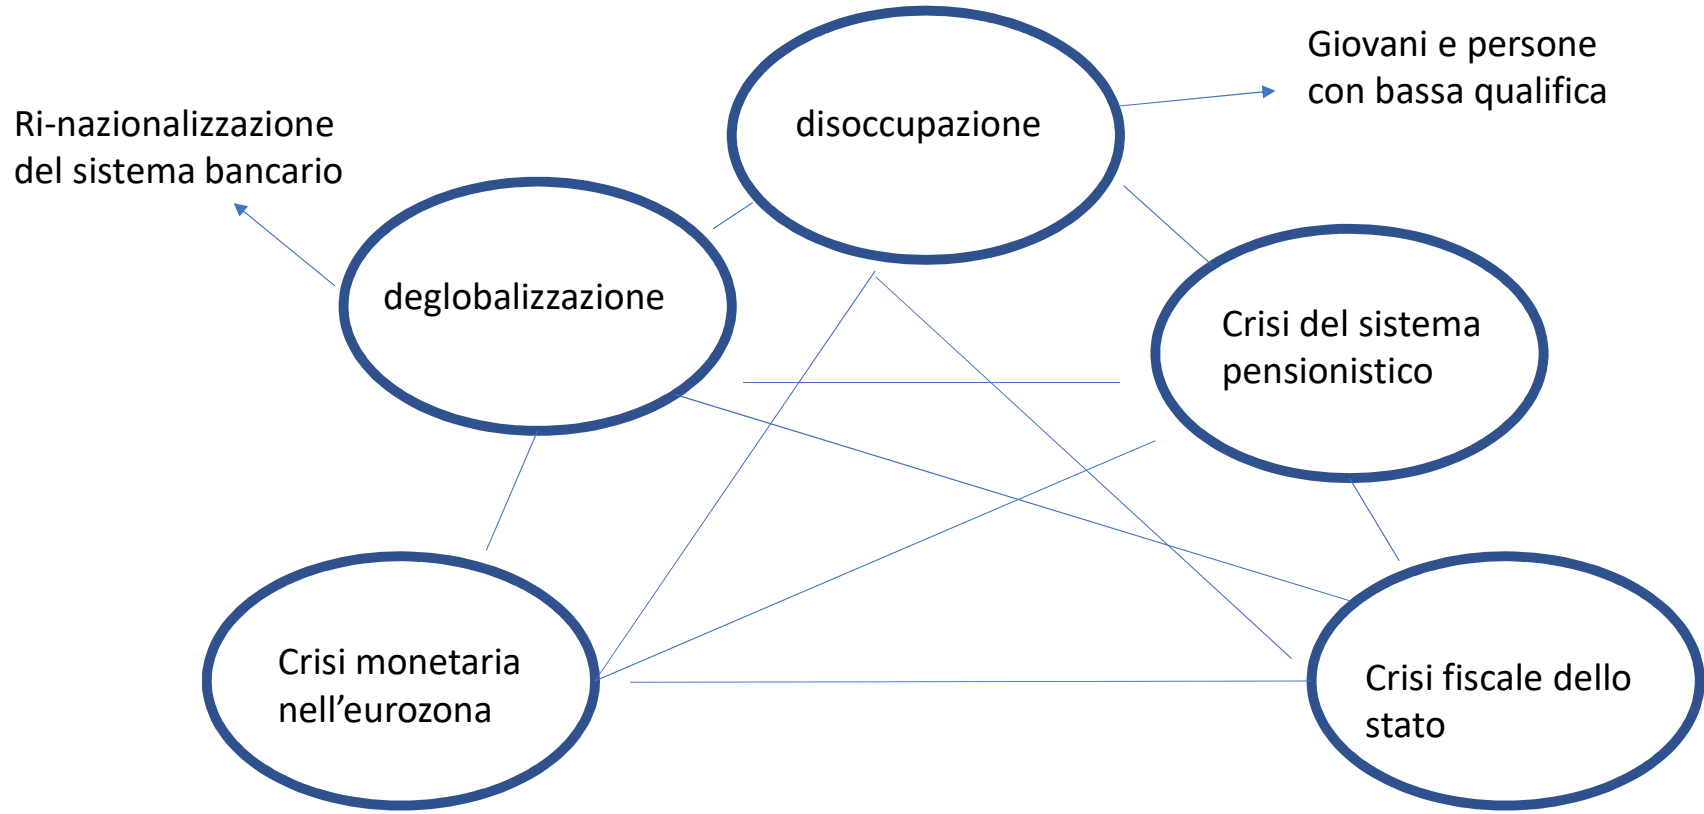 Giovani e persone
con bassa qualifica
Ri-nazionalizzazione
del sistema bancario
disoccupazione
deglobalizzazione
Crisi del sistema
pensionistico
Crisi monetaria
nell’eurozona
Crisi fiscale dello
stato